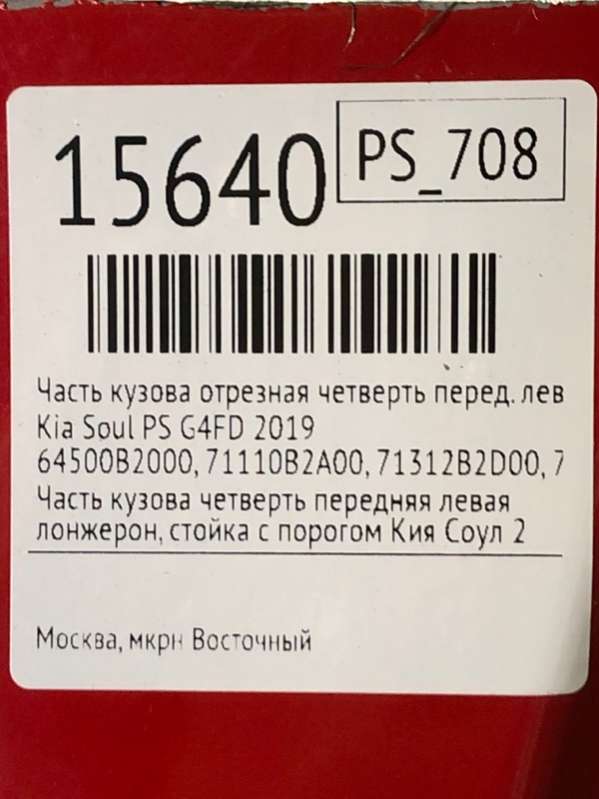 15640
PS_708
Часть кузова отрезная четверть перед. лев
Kia Soul PS G4FD 2019
64500B2000, 71110B2A00, 71312B2D00, 7
Часть кузова четверть передняя левая
лонжерон, стойка с порогом Кия Соул 2
Москва, мкрн Восточный